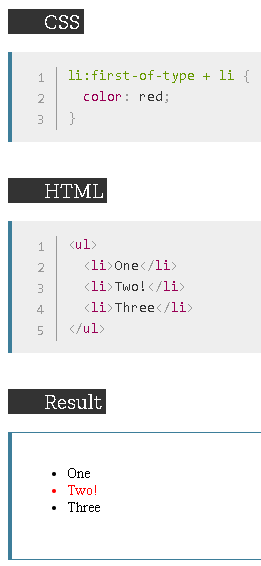 CSS
1 li:first-of-type + li {
2   color: red;
3 }
HTML
1 <ul>
2   <li>One</li>
3   <li>Two!</li>
4   <li>Three</li>
5 </ul>
Result
• One
• Two!
• Three